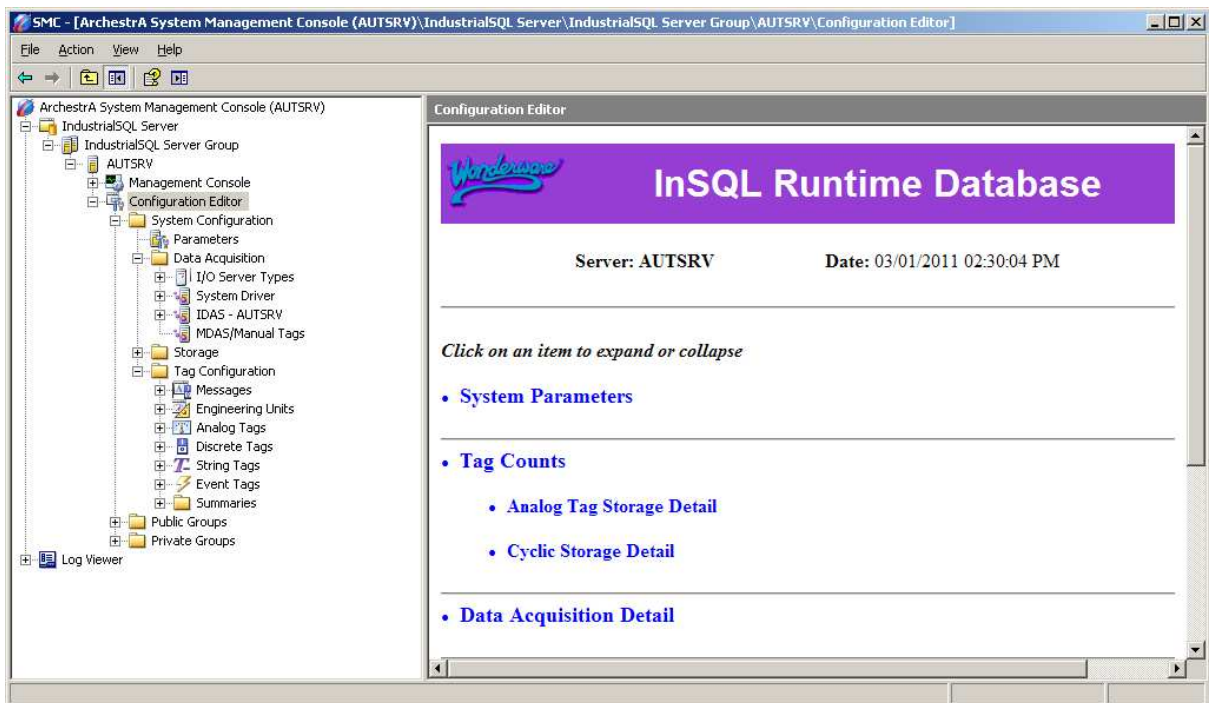 SMC - [ArchestrA System Management Console (AUTSRV)\IndustrialSQL Server\IndustrialSQL Server Group\AUTSRV\Configuration Editor]
File Action View Help
ArchestrA System Management Console (AUTSRV)
IndustrialSQL Server
IndustrialSQL Server Group
AUTSRV
Management Console
Configuration Editor
System Configuration
Parameters
Data Acquisition
I/O Server Types
System Driver
IDAS - AUTSRV
MDAS/Manual Tags
Storage
Tag Configuration
Messages
Engineering Units
Analog Tags
Discrete Tags
String Tags
Event Tags
Summaries
Public Groups
Private Groups
Log Viewer
Configuration Editor
Wonderware InSQL Runtime Database
Server: AUTSRV Date: 03/01/2011 02:30:04 PM
Click on an item to expand or collapse
• System Parameters
• Tag Counts
• Analog Tag Storage Detail
• Cyclic Storage Detail
• Data Acquisition Detail